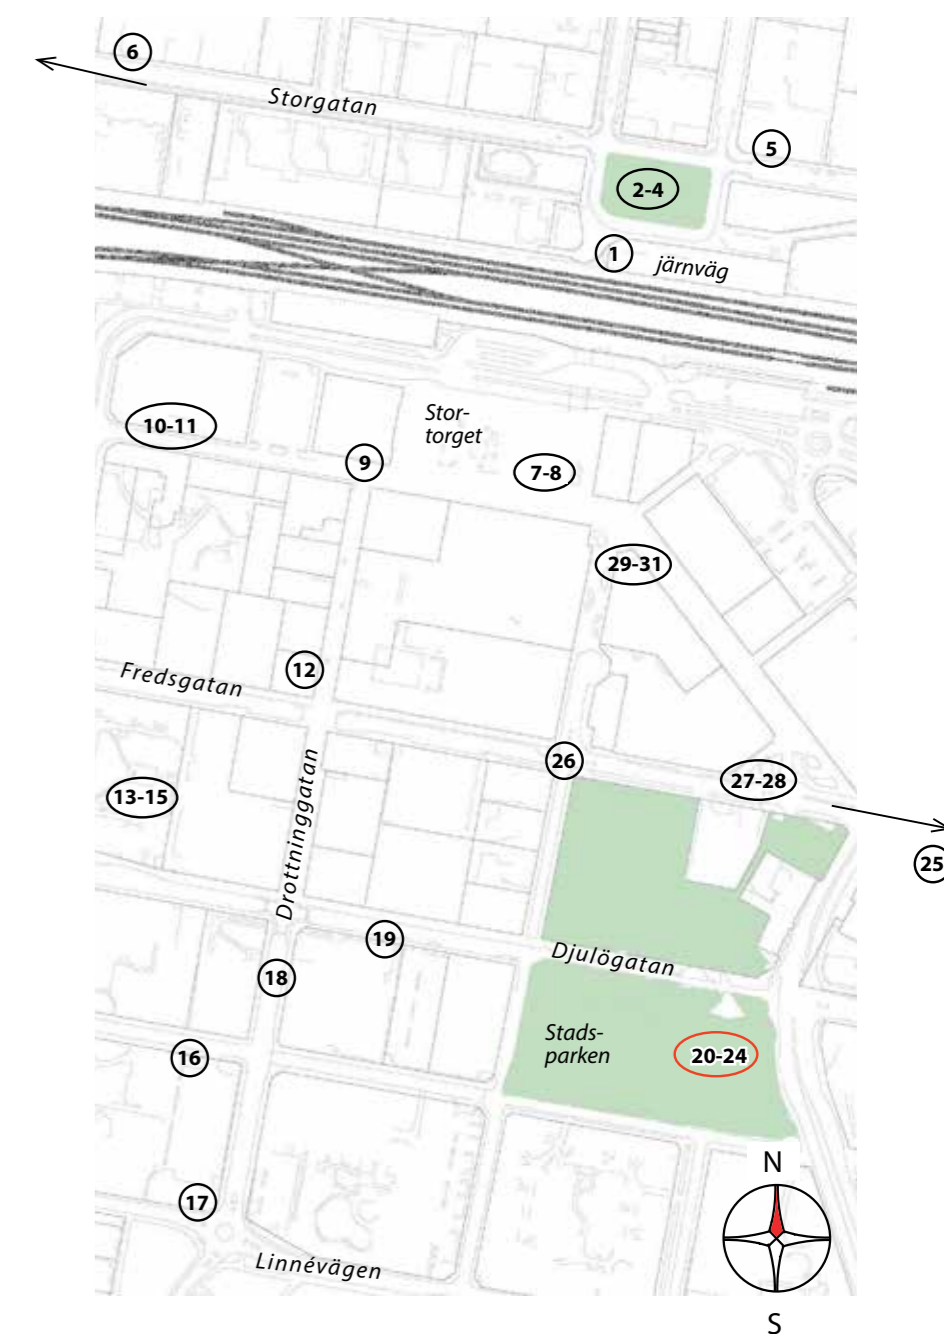 6
Storgatan
5
2-4
1
järnväg
Stor-
torget
10-11
9
7-8
29-31
12
Fredsgatan
26
27-28
13-15
Drottninggatan
25
19
Djulögatan
18
Stads-
parken
20-24
16
N
17
Linnévägen
S